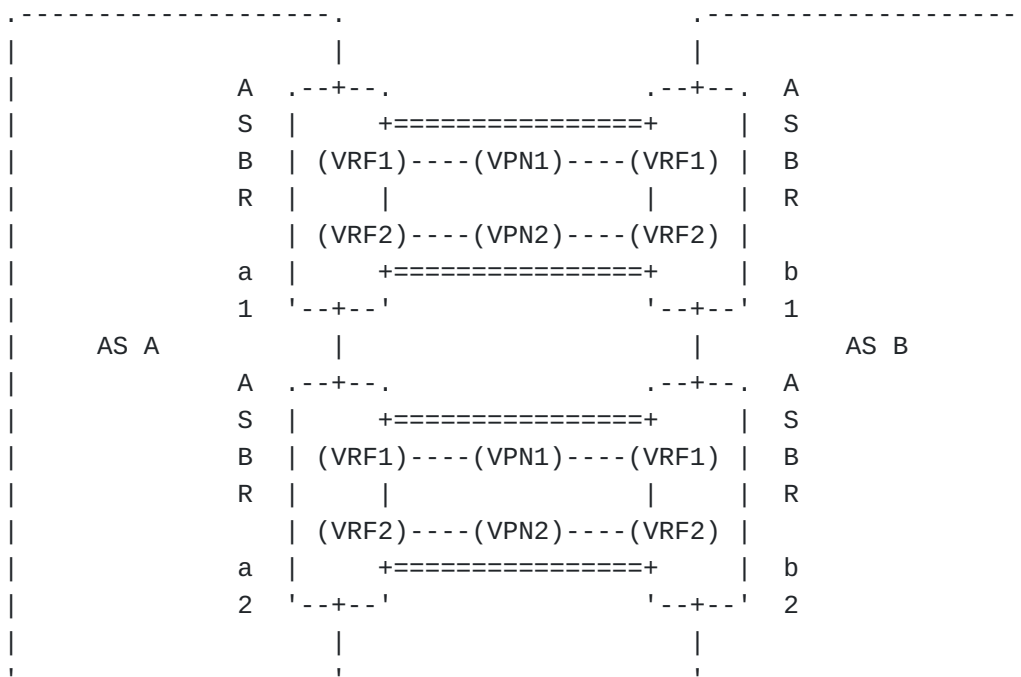 .--------------------.                       .--------------------
|                    |                       |
|              A  .--+--.                 .--+--.  A
|              S  |     +================+     |  S
|              B  | (VRF1)----(VPN1)----(VRF1) |  B
|              R  |     |                |     |  R
|                 | (VRF2)----(VPN2)----(VRF2) |
|              a  |     +================+     |  b
|              1  '--+--'                 '--+--'  1
|     AS A           |                       |         AS B
|              A  .--+--.                 .--+--.  A
|              S  |     +================+     |  S
|              B  | (VRF1)----(VPN1)----(VRF1) |  B
|              R  |     |                |     |  R
|                 | (VRF2)----(VPN2)----(VRF2) |
|              a  |     +================+     |  b
|              2  '--+--'                 '--+--'  2
|                    |                       |
'                    '                       '